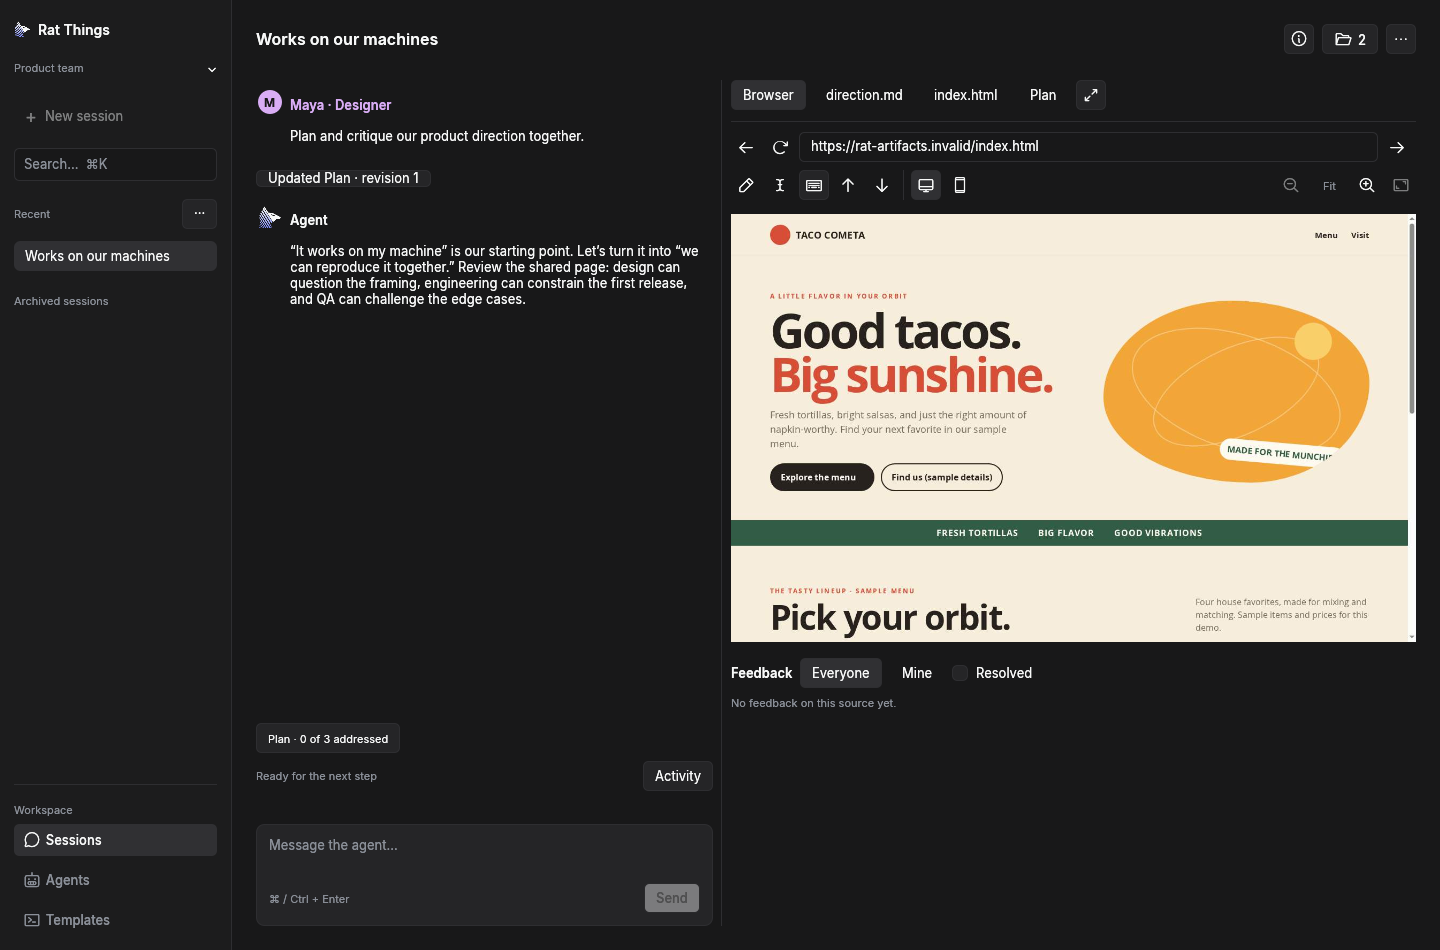 Rat Things
Product team
+ New session
Search... ⌘K
Recent
...
Works on our machines
Archived sessions
Workspace
Sessions
Agents
Templates
Works on our machines
2
...
M
Maya · Designer
Plan and critique our product direction together.
Updated Plan · revision 1
Agent
“It works on my machine” is our starting point. Let’s turn it into “we
can reproduce it together.” Review the shared page: design can
question the framing, engineering can constrain the first release,
and QA can challenge the edge cases.
Plan · 0 of 3 addressed
Ready for the next step
Activity
Message the agent...
⌘ / Ctrl + Enter
Send
Browser
direction.md
index.html
Plan
https://rat-artifacts.invalid/index.html
Fit
TACO COMETA
Menu Visit
A LITTLE FLAVOR IN YOUR ORBIT
Good tacos.
Big sunshine.
Fresh tortillas, bright salsas, and just the right amount of
napkin-worthy. Find your next favorite in our sample
menu.
Explore the menu
Find us (sample details)
MADE FOR THE
FRESH TORTILLAS BIG FLAVOR GOOD VIBRATIONS
THE TASTY LINEUP · SAMPLE MENU
Pick your orbit.
Four house favorites, made for mixing and
matching. Sample items and prices for this
demo.
Feedback
Everyone
Mine
Resolved
No feedback on this source yet.